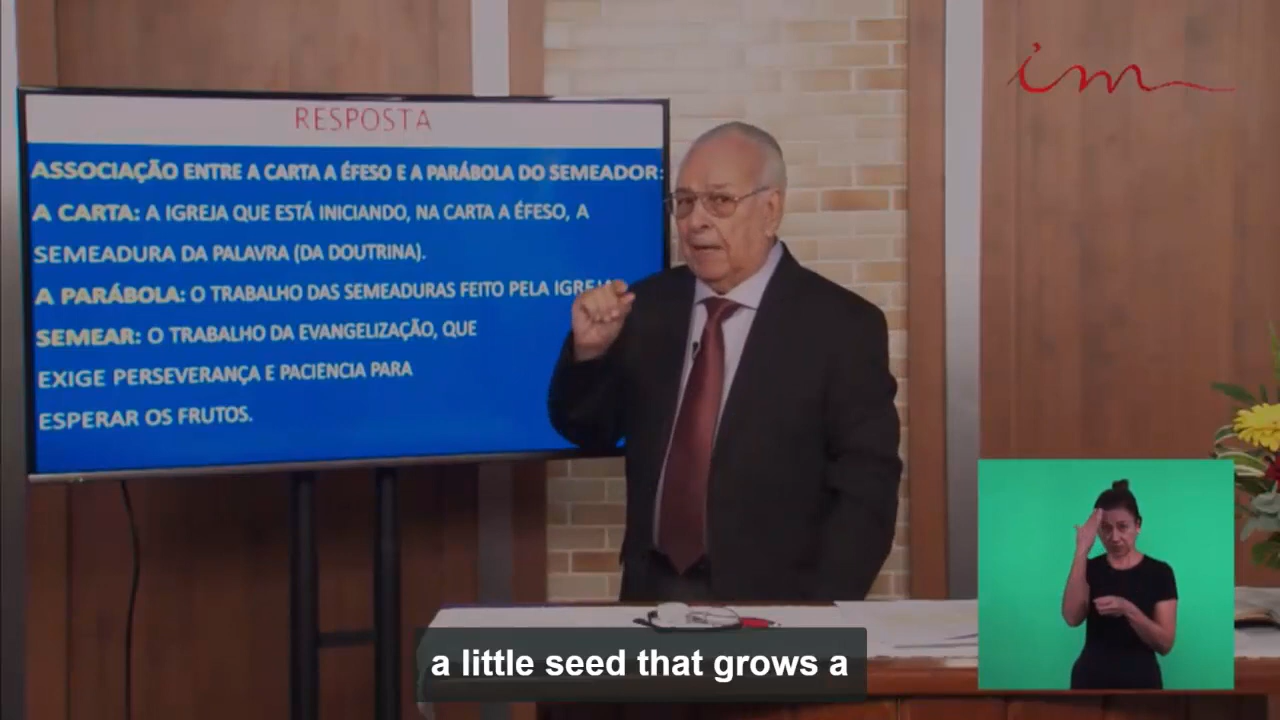 im
RESPOSTA
ASSOCIAÇÃO ENTRE A CARTA A ÉFESO E A PARÁBOLA DO SEMEADOR:
A CARTA: A IGREJA QUE ESTÁ INICIANDO, NA CARTA A ÉFESO, A
SEMEADURA DA PALAVRA (DA DOUTRINA).
A PARÁBOLA: O TRABALHO DAS SEMEADURAS FEITO PELA
SEMEAR: O TRABALHO DA EVANGELIZAÇÃO, QUE
EXIGE PERSEVERANÇA E PACIENCIA PARA
ESPERAR OS FRUTOS.
a little seed that grows a